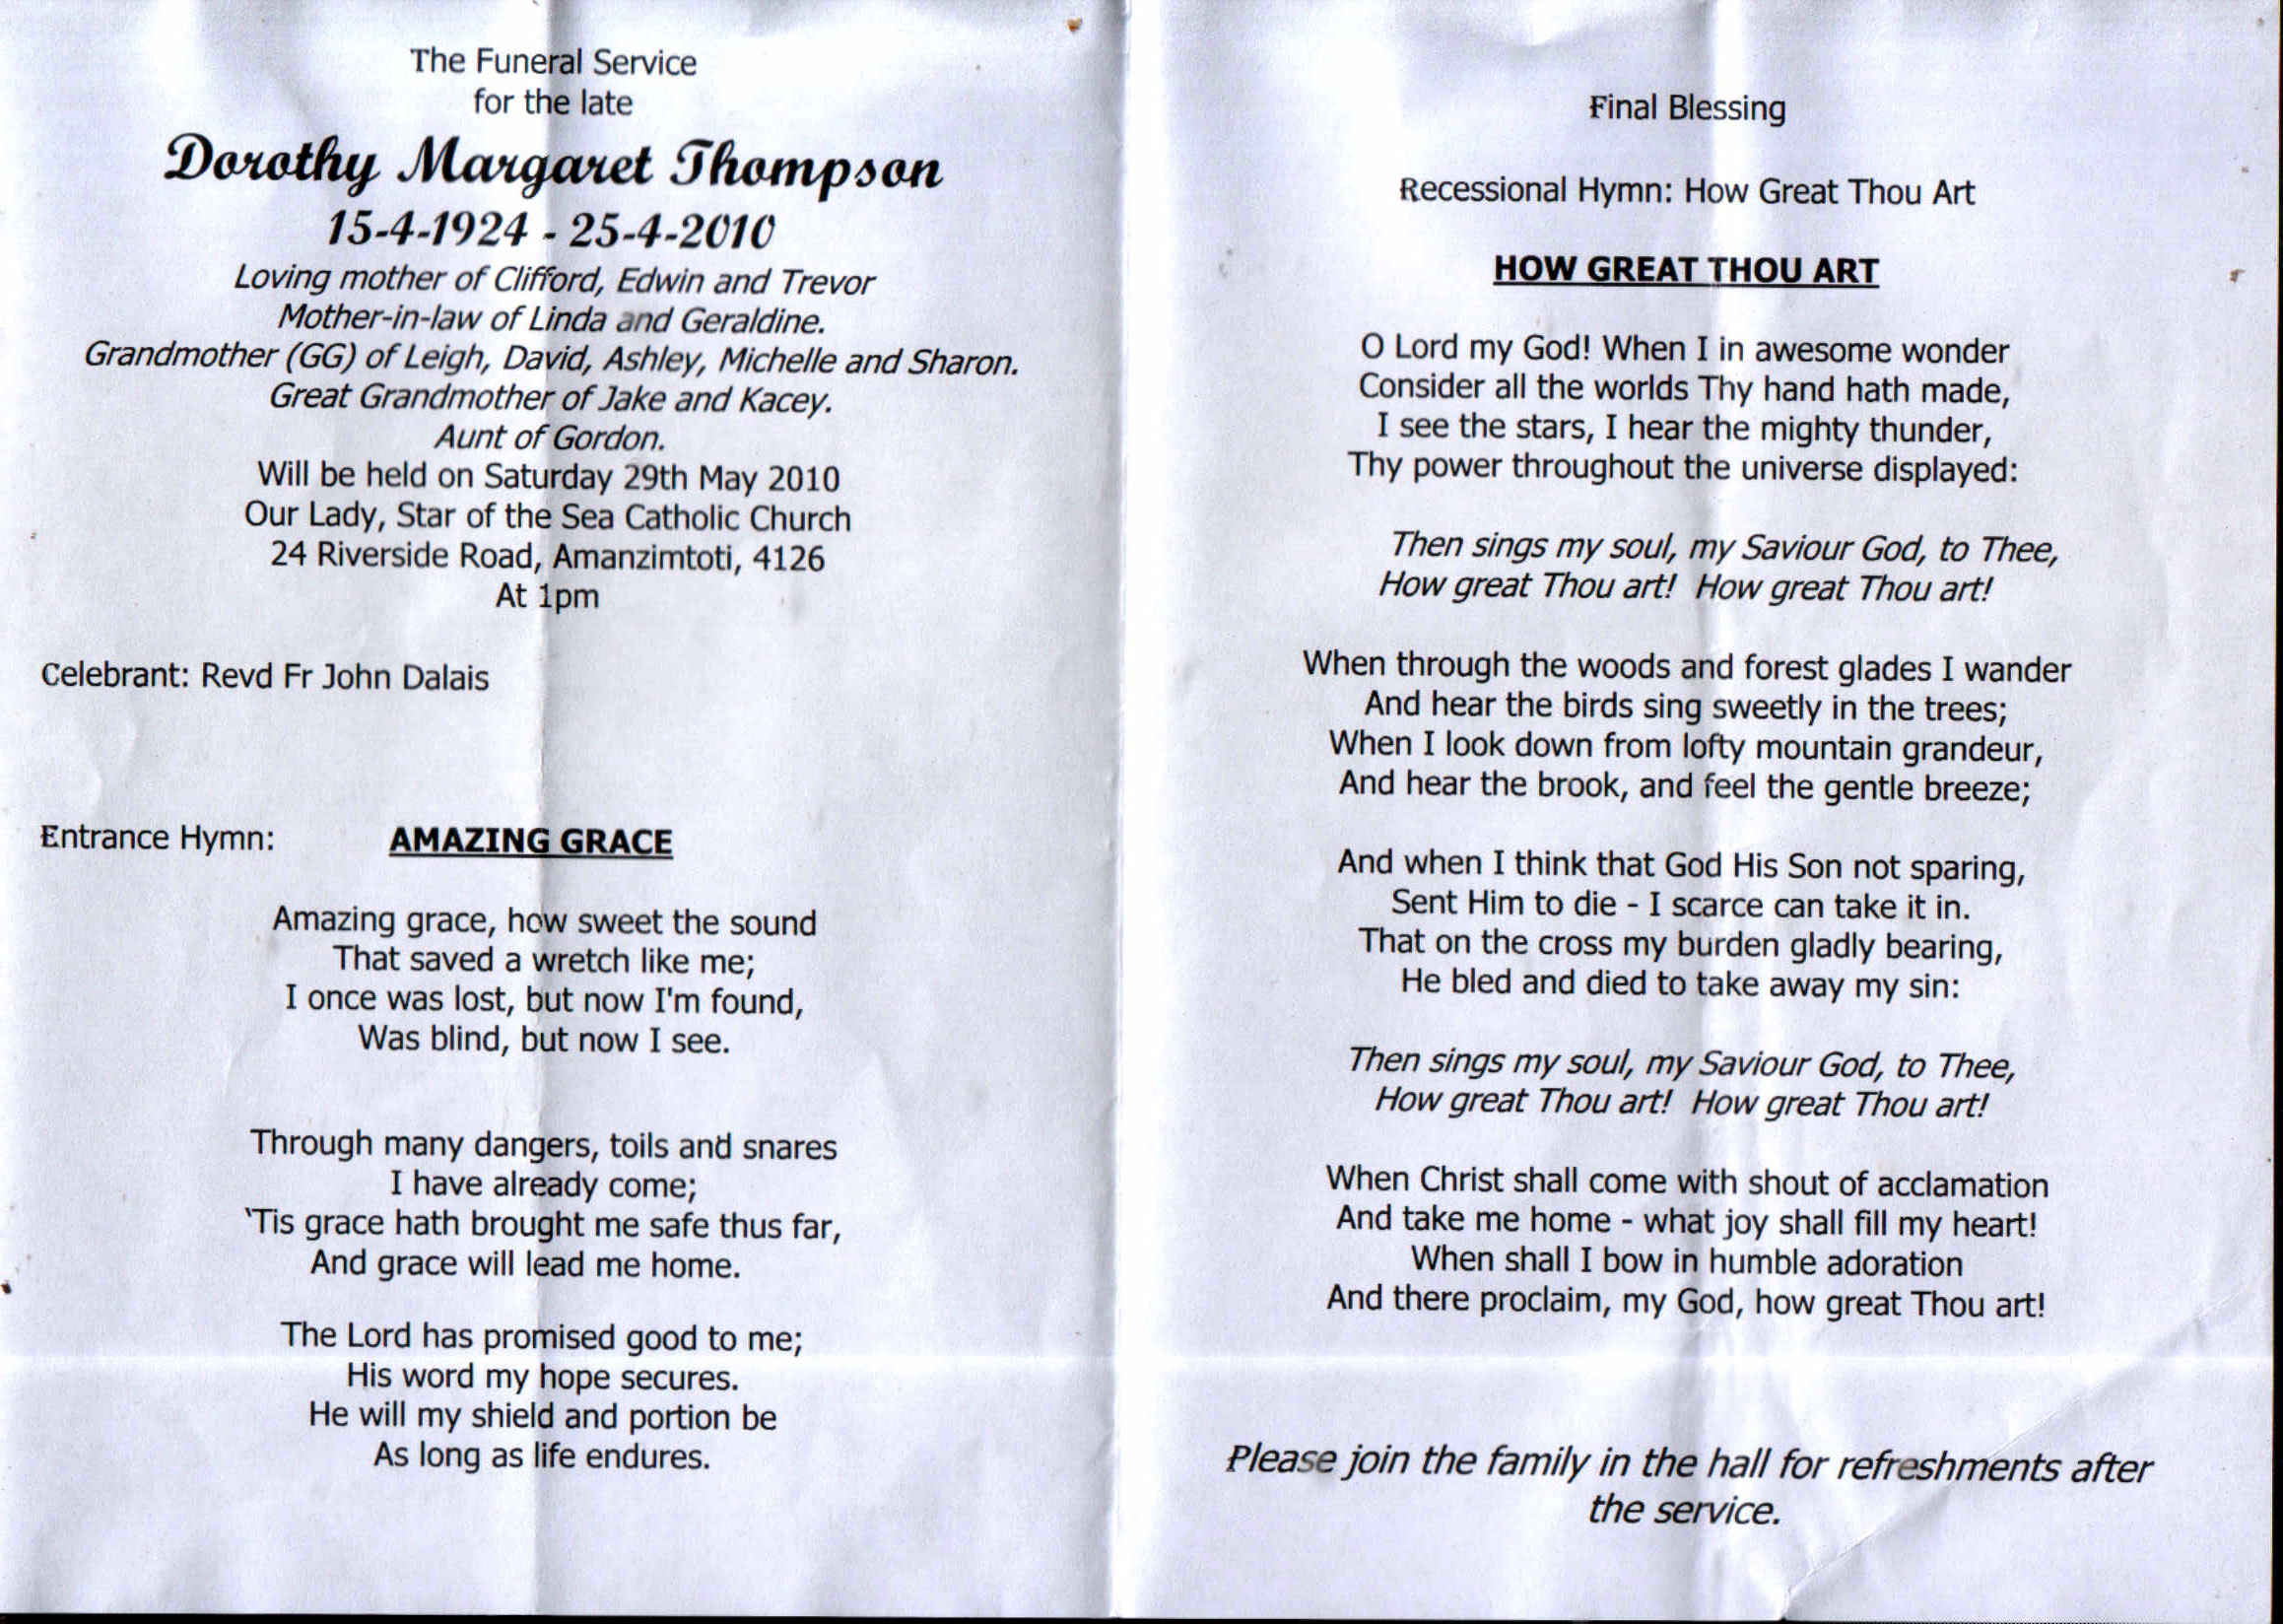 The Funeral Service
for the late
Dorothy Margaret Thompson
15-4-1924 - 25-4-2010
Loving mother of Clifford, Edwin and Trevor
Mother-in-law of Linda and Geraldine.
Grandmother (GG) of Leigh, David, Ashley, Michelle and Sharon.
Great Grandmother of Jake and Kacey.
Aunt of Gordon.
Will be held on Saturday 29th May 2010
Our Lady, Star of the Sea Catholic Church
24 Riverside Road, Amanzimtoti, 4126
At 1pm
Celebrant: Revd Fr John Dalais
Entrance Hymn: AMAZING GRACE
Amazing grace, how sweet the sound
That saved a wretch like me;
I once was lost, but now I'm found,
Was blind, but now I see.
Through many dangers, toils and snares
I have already come;
‛Tis grace hath brought me safe thus far,
And grace will lead me home.
The Lord has promised good to me;
His word my hope secures.
He will my shield and portion be
As long as life endures.
Final Blessing
Recessional Hymn: How Great Thou Art
HOW GREAT THOU ART
O Lord my God! When I in awesome wonder
Consider all the worlds Thy hand hath made,
I see the stars, I hear the mighty thunder,
Thy power throughout the universe displayed:
Then sings my soul, my Saviour God, to Thee,
How great Thou art! How great Thou art!
When through the woods and forest glades I wander
And hear the birds sing sweetly in the trees;
When I look down from lofty mountain grandeur,
And hear the brook, and feel the gentle breeze;
And when I think that God His Son not sparing,
Sent Him to die - I scarce can take it in.
That on the cross my burden gladly bearing,
He bled and died to take away my sin:
Then sings my soul, my Saviour God, to Thee,
How great Thou art! How great Thou art!
When Christ shall come with shout of acclamation
And take me home - what joy shall fill my heart!
When shall I bow in humble adoration
And there proclaim, my God, how great Thou art!
Please join the family in the hall for refreshments after
the service.